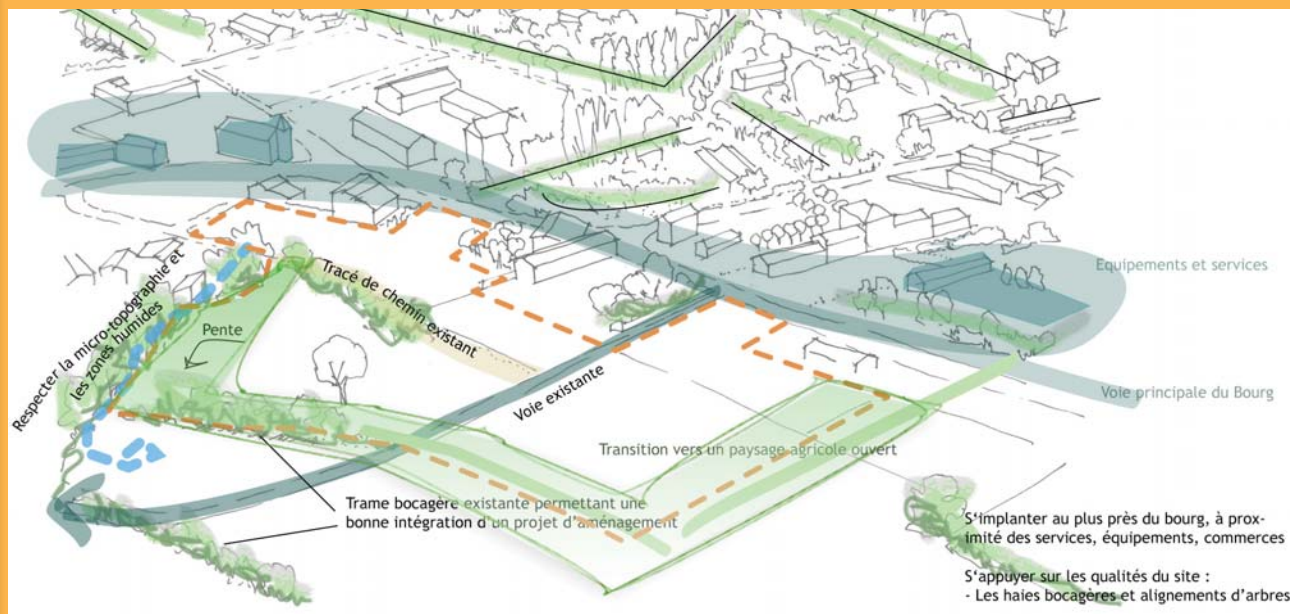 Equipements et services
Respecter la micro-topographie et
les zones humides
Tracé de chemin existant
Pente
Voie existante
Voie principale du Bourg
Transition vers un paysage agricole ouvert
Trame bocagère existante permettant une
bonne intégration d'un projet d'aménagement
S'implanter au plus près du bourg, à prox-
imité des services, équipements, commerces
S'appuyer sur les qualités du site :
- Les haies bocagères et alignements d'arbres